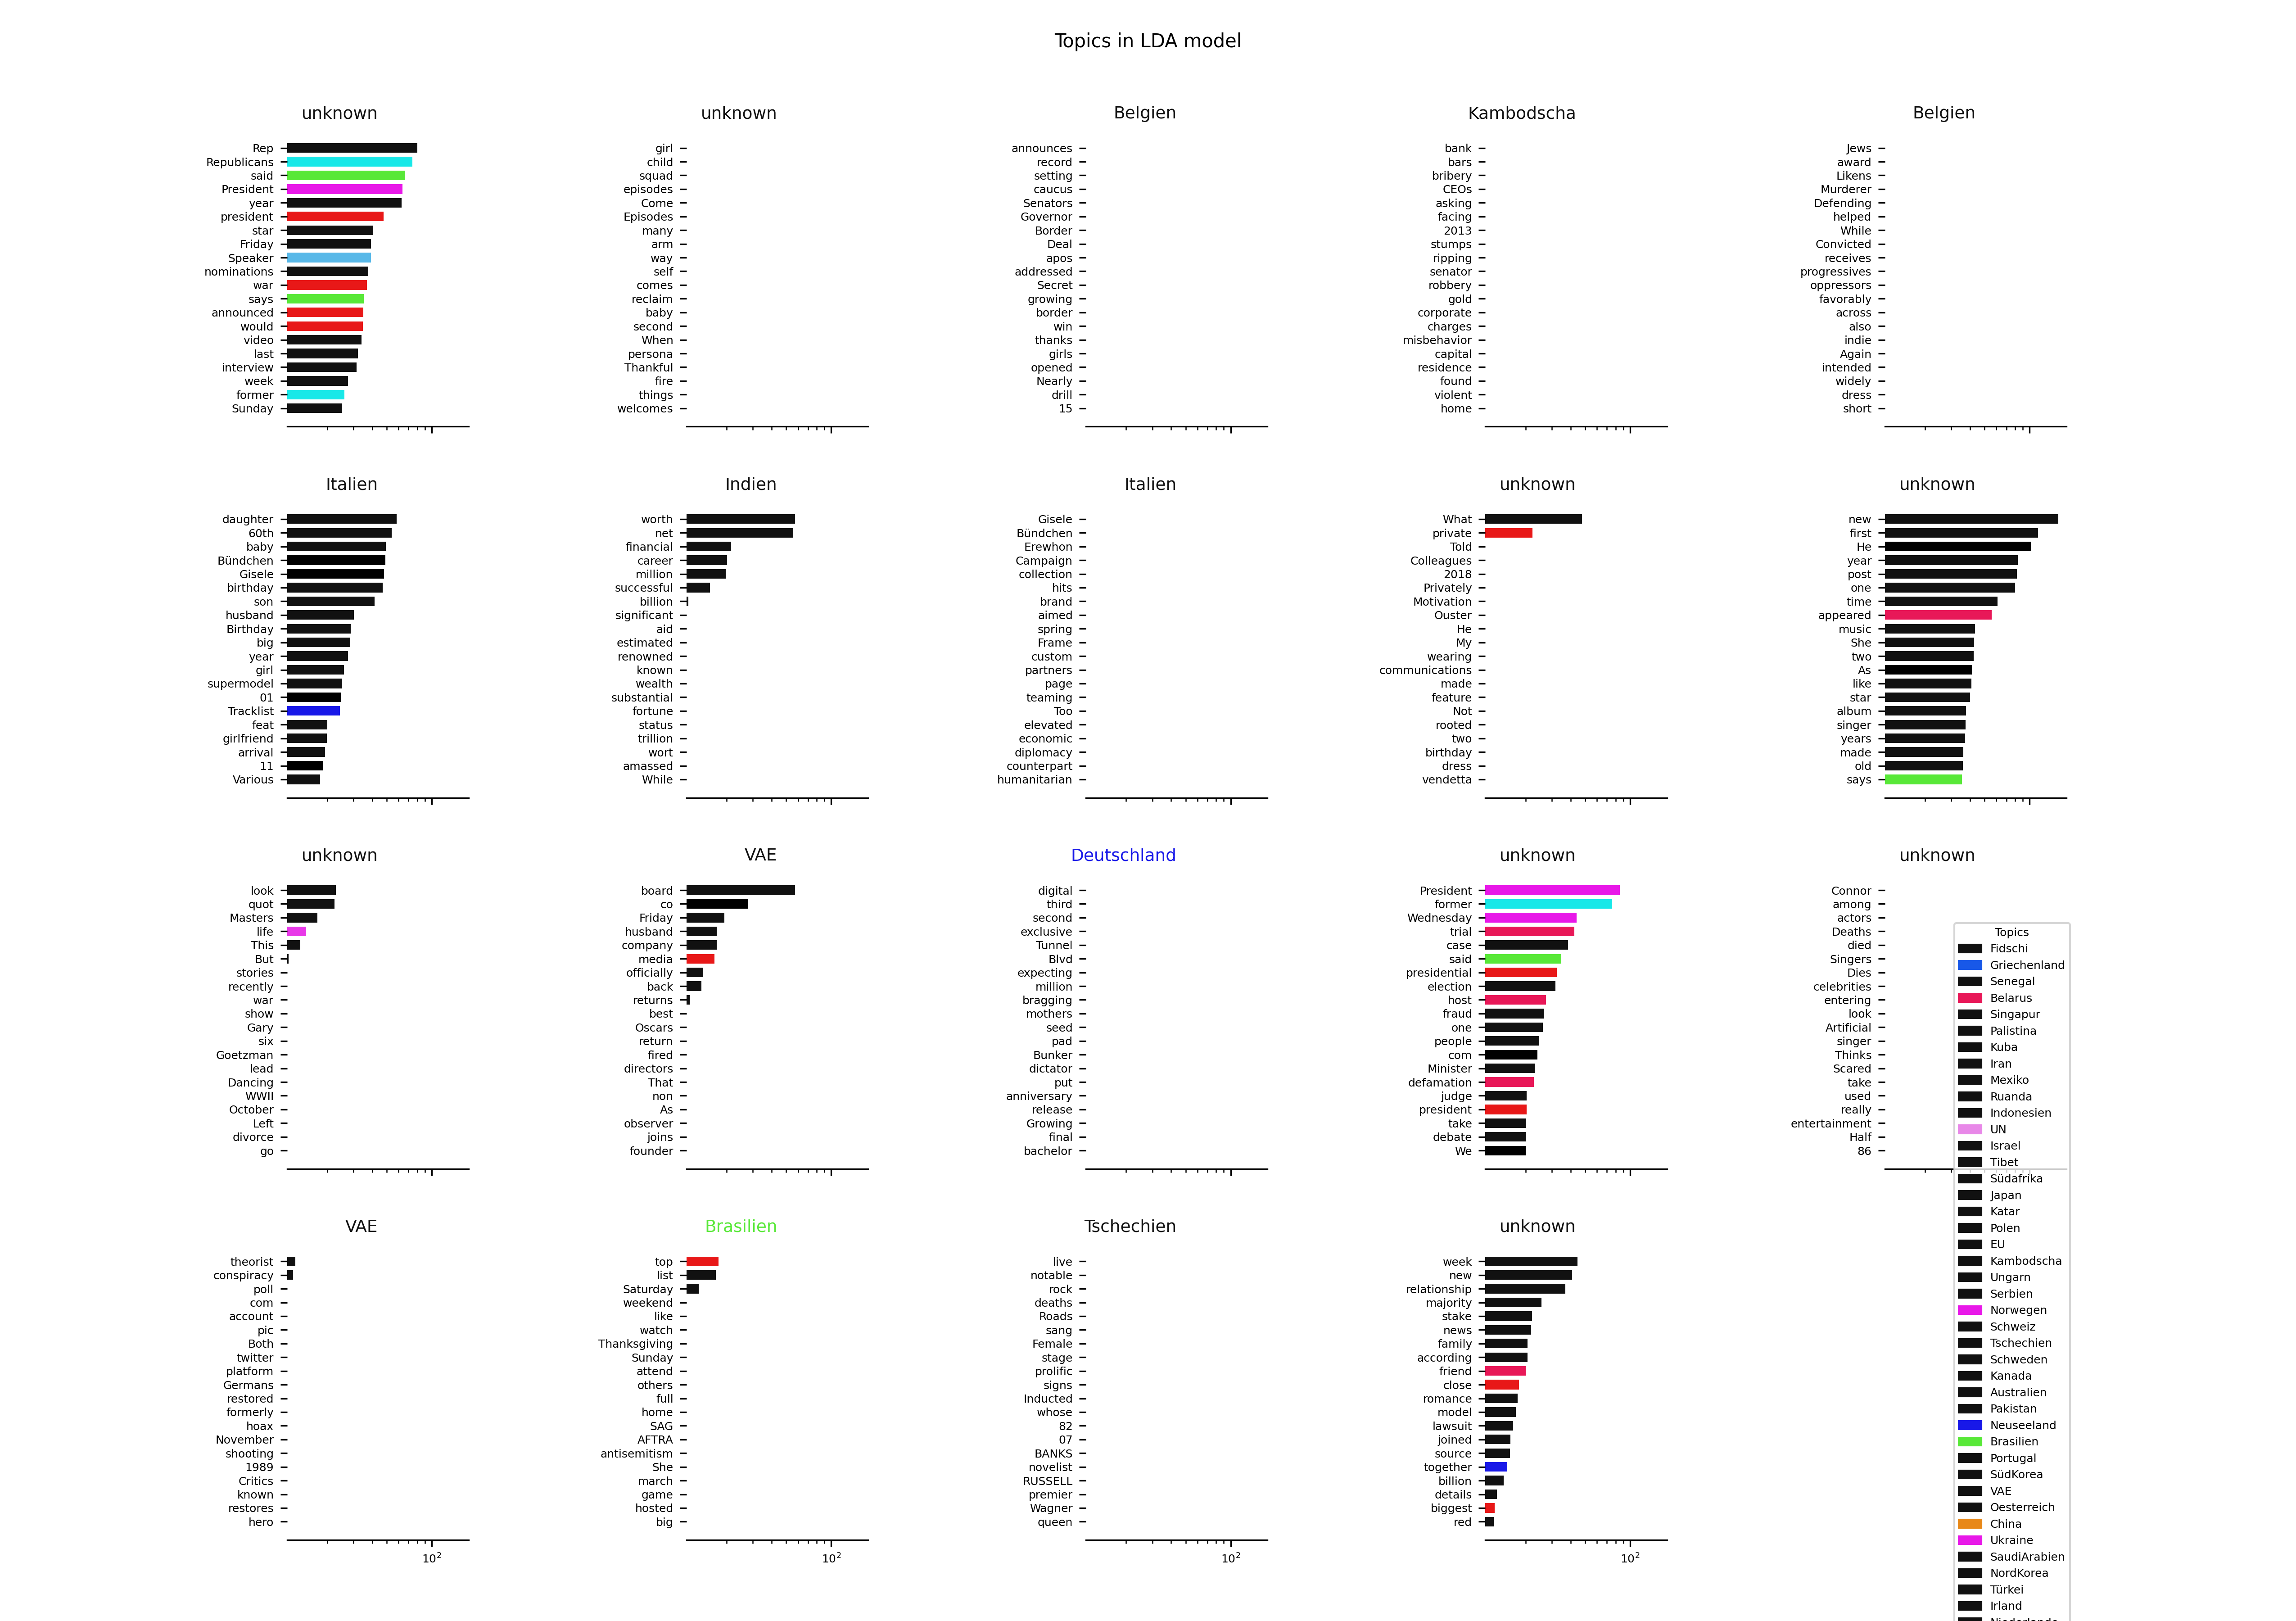 Topics in LDA model
unknown
Rep
Republicans
said
President
year
president
star
Friday
Speaker
nominations
war
says
announced
would
video
last
interview
week
former
Sunday
unknown
girl
child
squad
episodes
Come
Episodes
many
arm
way
self
comes
reclaim
baby
second
When
persona
Thankful
fire
things
welcomes
Belgien
announces
record
setting
caucus
Senators
Governor
Border
Deal
apos
addressed
Secret
growing
border
win
thanks
girls
opened
Nearly
drill
15
Kambodscha
bank
bars
bribery
CEOs
asking
facing
2013
stumps
ripping
senator
robbery
gold
corporate
charges
misbehavior
capital
residence
found
violent
home
Belgien
Jews
award
Likens
Murderer
Defending
helped
While
Convicted
receives
progressives
oppressors
favorably
across
also
indie
Again
intended
widely
dress
short
Italien
daughter
60th
baby
Bündchen
Gisele
birthday
son
husband
Birthday
big
year
girl
supermodel
01
Tracklist
feat
girlfriend
arrival
11
Various
Indien
worth
net
financial
career
million
successful
billion
significant
aid
estimated
renowned
known
wealth
substantial
fortune
status
trillion
wort
amassed
While
Italien
Gisele
Bündchen
Erewhon
Campaign
collection
hits
brand
aimed
spring
Frame
custom
partners
page
teaming
Too
elevated
economic
diplomacy
counterpart
humanitarian
unknown
What
private
Told
Colleagues
2018
Privately
Motivation
Ouster
He
My
wearing
communications
made
feature
Not
rooted
two
birthday
dress
vendetta
unknown
new
first
He
year
post
one
time
appeared
music
She
two
As
like
star
album
singer
years
made
old
says
unknown
look
quot
Masters
life
This
But
stories
recently
war
show
Gary
six
Goetzman
lead
Dancing
WWII
October
Left
divorce
go
VAE
board
co
Friday
husband
company
media
officially
back
returns
best
Oscars
return
fired
directors
That
non
As
observer
joins
founder
Deutschland
digital
third
second
exclusive
Tunnel
Blvd
expecting
million
bragging
mothers
seed
pad
Bunker
dictator
put
anniversary
release
Growing
final
bachelor
unknown
President
former
Wednesday
trial
case
said
presidential
election
host
fraud
one
people
com
Minister
defamation
judge
president
take
debate
We
unknown
Connor
among
actors
Deaths
died
Singers
Dies
celebrities
entering
look
Artificial
singer
Thinks
Scared
take
used
really
entertainment
Half
86
VAE
theorist
conspiracy
poll
com
account
pic
Both
twitter
platform
Germans
restored
formerly
hoax
November
shooting
1989
Critics
known
restores
hero
10²
Brasilien
top
list
Saturday
weekend
like
watch
Thanksgiving
Sunday
attend
others
full
home
SAG
AFTRA
antisemitism
She
march
game
hosted
big
10²
Tschechien
live
notable
rock
deaths
Roads
sang
Female
stage
prolific
signs
Inducted
whose
82
07
BANKS
novelist
RUSSELL
premier
Wagner
queen
10²
unknown
week
new
relationship
majority
stake
news
family
according
friend
close
romance
model
lawsuit
joined
source
together
billion
details
biggest
red
10²
Topics
Fidschi
Griechenland
Senegal
Belarus
Singapur
Palistina
Kuba
Iran
Mexiko
Ruanda
Indonesien
UN
Israel
Tibet
Südafrika
Japan
Katar
Polen
EU
Kambodscha
Ungarn
Serbien
Norwegen
Schweiz
Tschechien
Schweden
Kanada
Australien
Pakistan
Neuseeland
Brasilien
Portugal
SüdKorea
VAE
Oesterreich
China
Ukraine
SaudiArabien
NordKorea
Türkei
Irland